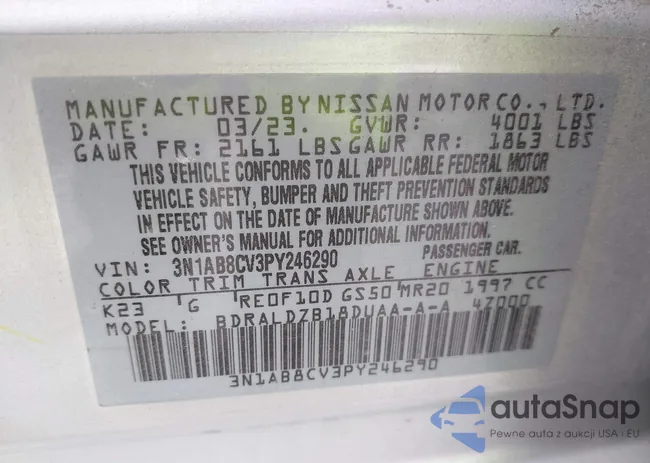 MANUFACTURED BY NISSAN MOTOR CO., LTD.
DATE: 03/23. GVWR: 4001 LBS
GAWR FR: 2161 LBS GAWR RR: 1863 LBS
THIS VEHICLE CONFORMS TO ALL APPLICABLE FEDERAL MOTOR
VEHICLE SAFETY, BUMPER AND THEFT PREVENTION STANDARDS
IN EFFECT ON THE DATE OF MANUFACTURE SHOWN ABOVE.
SEE OWNER'S MANUAL FOR ADDITIONAL INFORMATION.
VIN: 3N1AB8CV3PY246290 PASSENGER CAR.
COLOR TRIM TRANS AXLE ENGINE
K23 G RE0F10D GS50 MR20 1997 CC
MODEL: BDRALDZB18DUAA-A-A 4Z000
3N1AB8CV3PY246290
autaSnap
Pewne auta z aukcji USA i EU